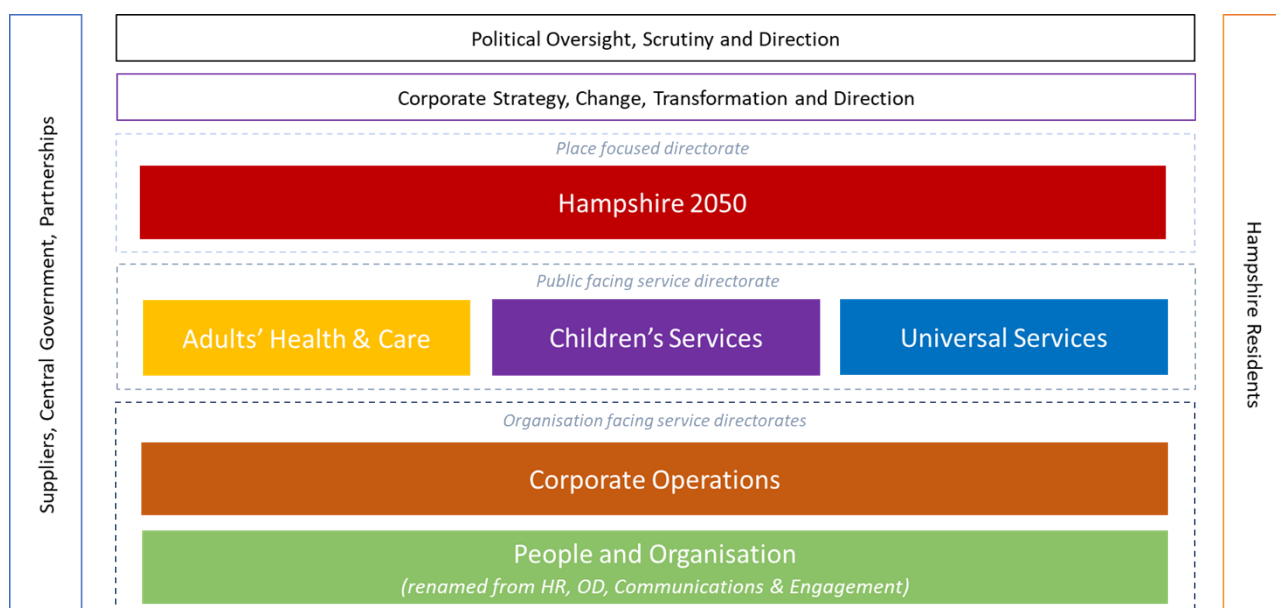 Suppliers, Central Government, Partnerships
Political Oversight, Scrutiny and Direction
Corporate Strategy, Change, Transformation and Direction
Place focused directorate
Hampshire 2050
Public facing service directorate
Adults’ Health & Care
Children’s Services
Universal Services
Organisation facing service directorates
Corporate Operations
People and Organisation
(renamed from HR, OD, Communications & Engagement)
Hampshire Residents